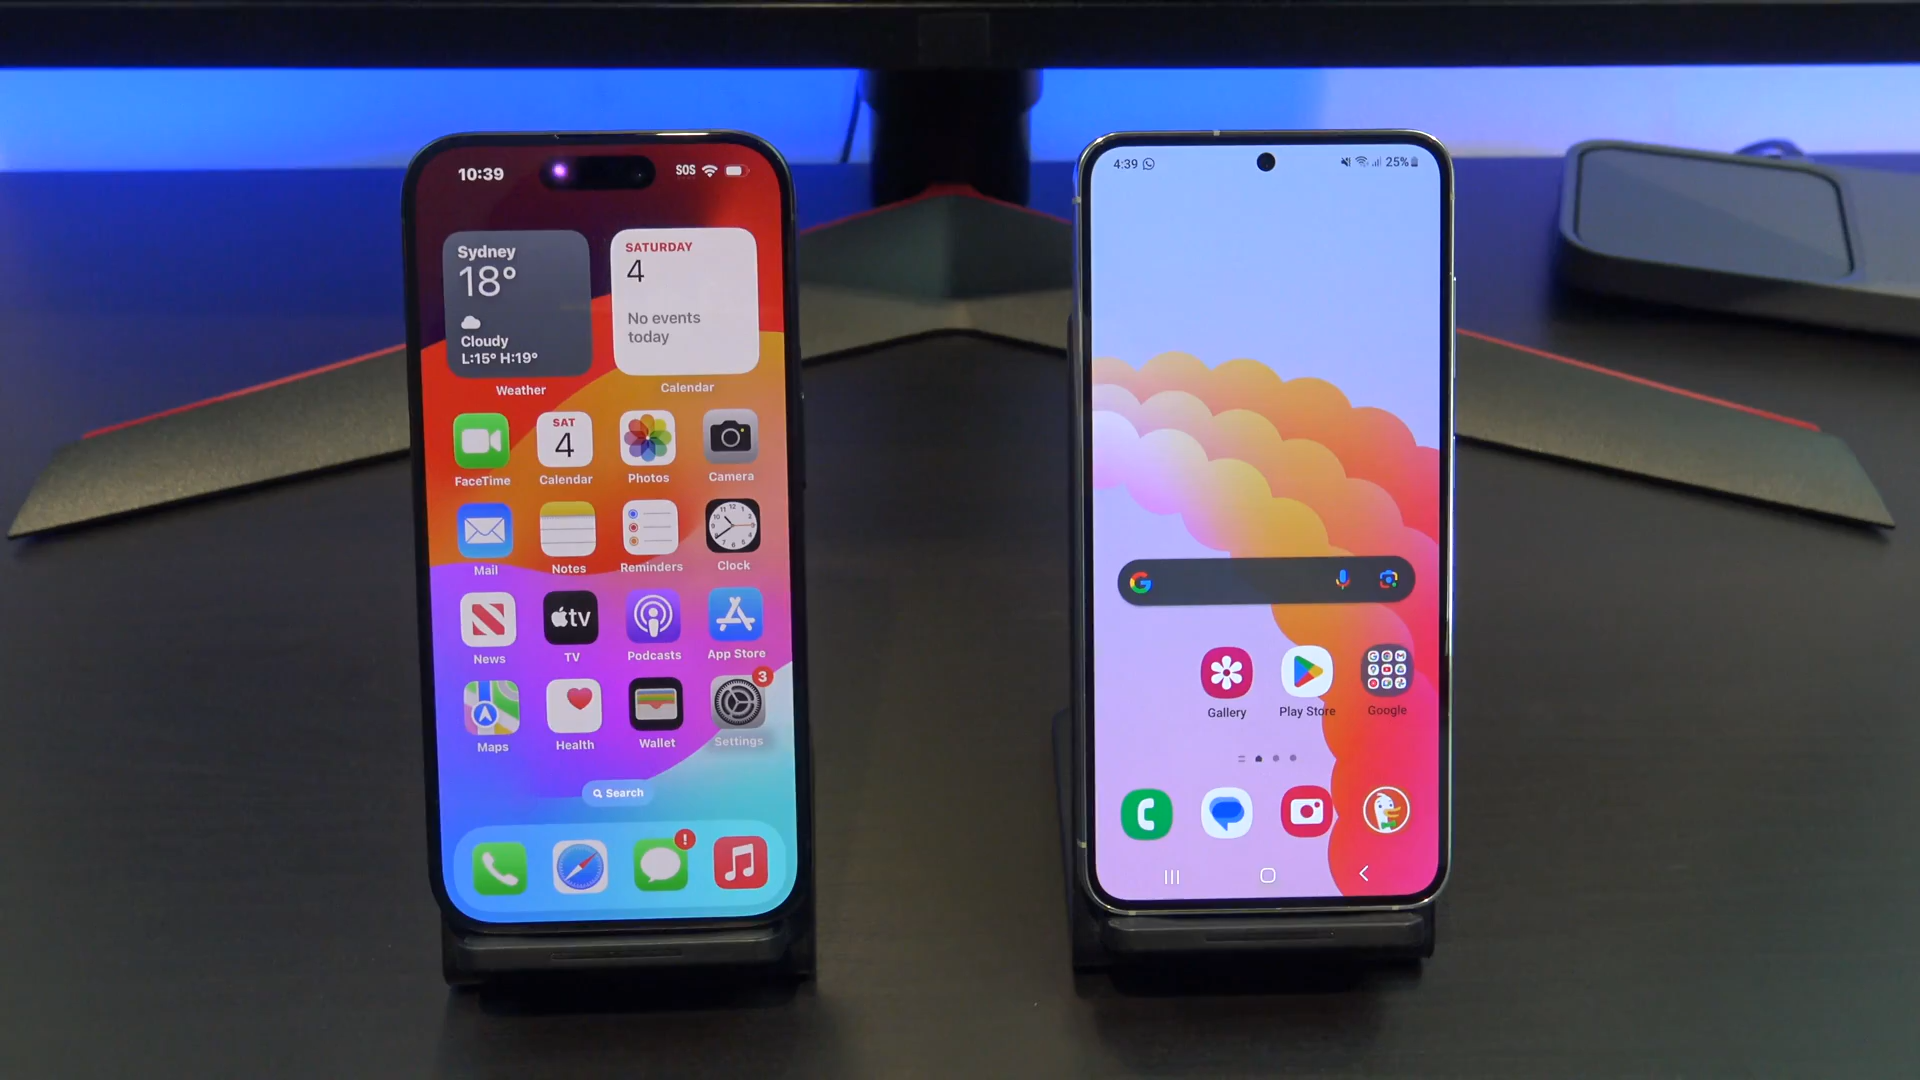 10:39
SOS
Sydney
18°
Cloudy
L:15° H:19°
Weather
SATURDAY
4
No events
today
Calendar
FaceTime
SAT
4
Calendar
Photos
Camera
Mail
Notes
Reminders
Clock
News
tv
TV
Podcasts
App Store
Maps
Health
Wallet
3
Settings
Search
!
4:39
25%
G
Gallery
Play Store
Google